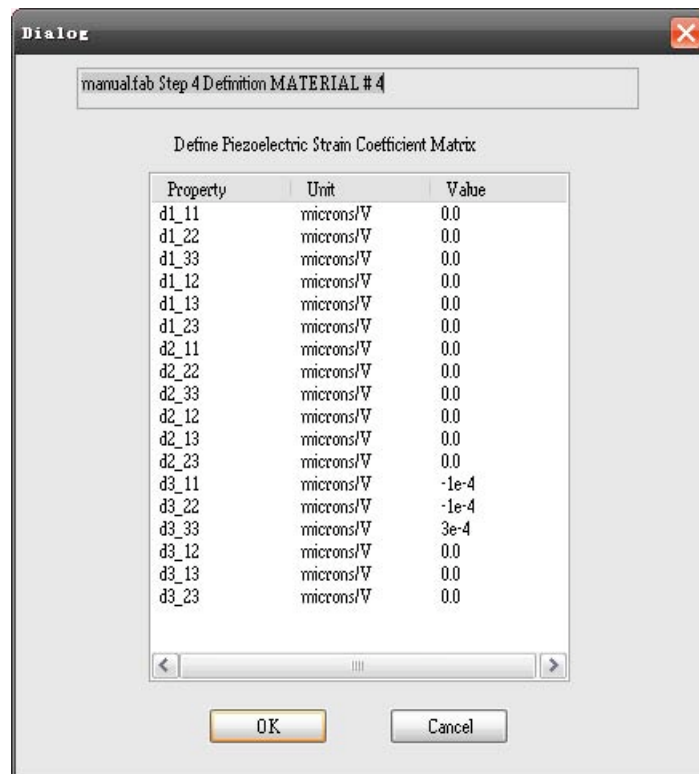 Dialog
manual.fab Step 4 Definition MATERIAL # 4
Define Piezoelectric Strain Coefficient Matrix
Property Unit Value
d1_11 microns/V 0.0
d1_22 microns/V 0.0
d1_33 microns/V 0.0
d1_12 microns/V 0.0
d1_13 microns/V 0.0
d1_23 microns/V 0.0
d2_11 microns/V 0.0
d2_22 microns/V 0.0
d2_33 microns/V 0.0
d2_12 microns/V 0.0
d2_13 microns/V 0.0
d2_23 microns/V 0.0
d3_11 microns/V -1e-4
d3_22 microns/V -1e-4
d3_33 microns/V 3e-4
d3_12 microns/V 0.0
d3_13 microns/V 0.0
d3_23 microns/V 0.0
OK Cancel